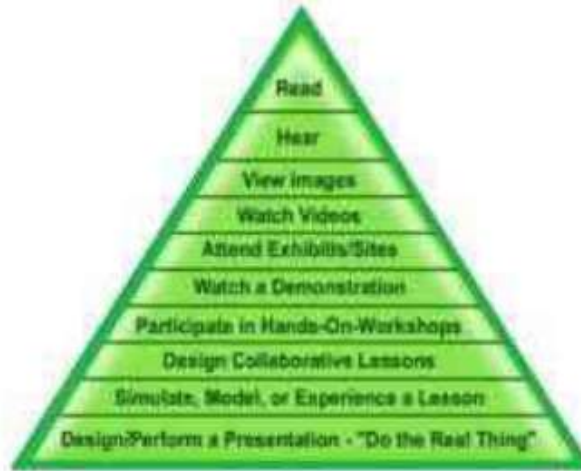 Read
Hear
View Images
Watch Videos
Attend Exhibitis/Sites
Watch a Demonstration
Participate in Hands-On-Workshops
Design Collaborative Lessons
Simulate, Model, or Experience a Lesson
Design/Perform a Presentation - "Do the Real Thing"